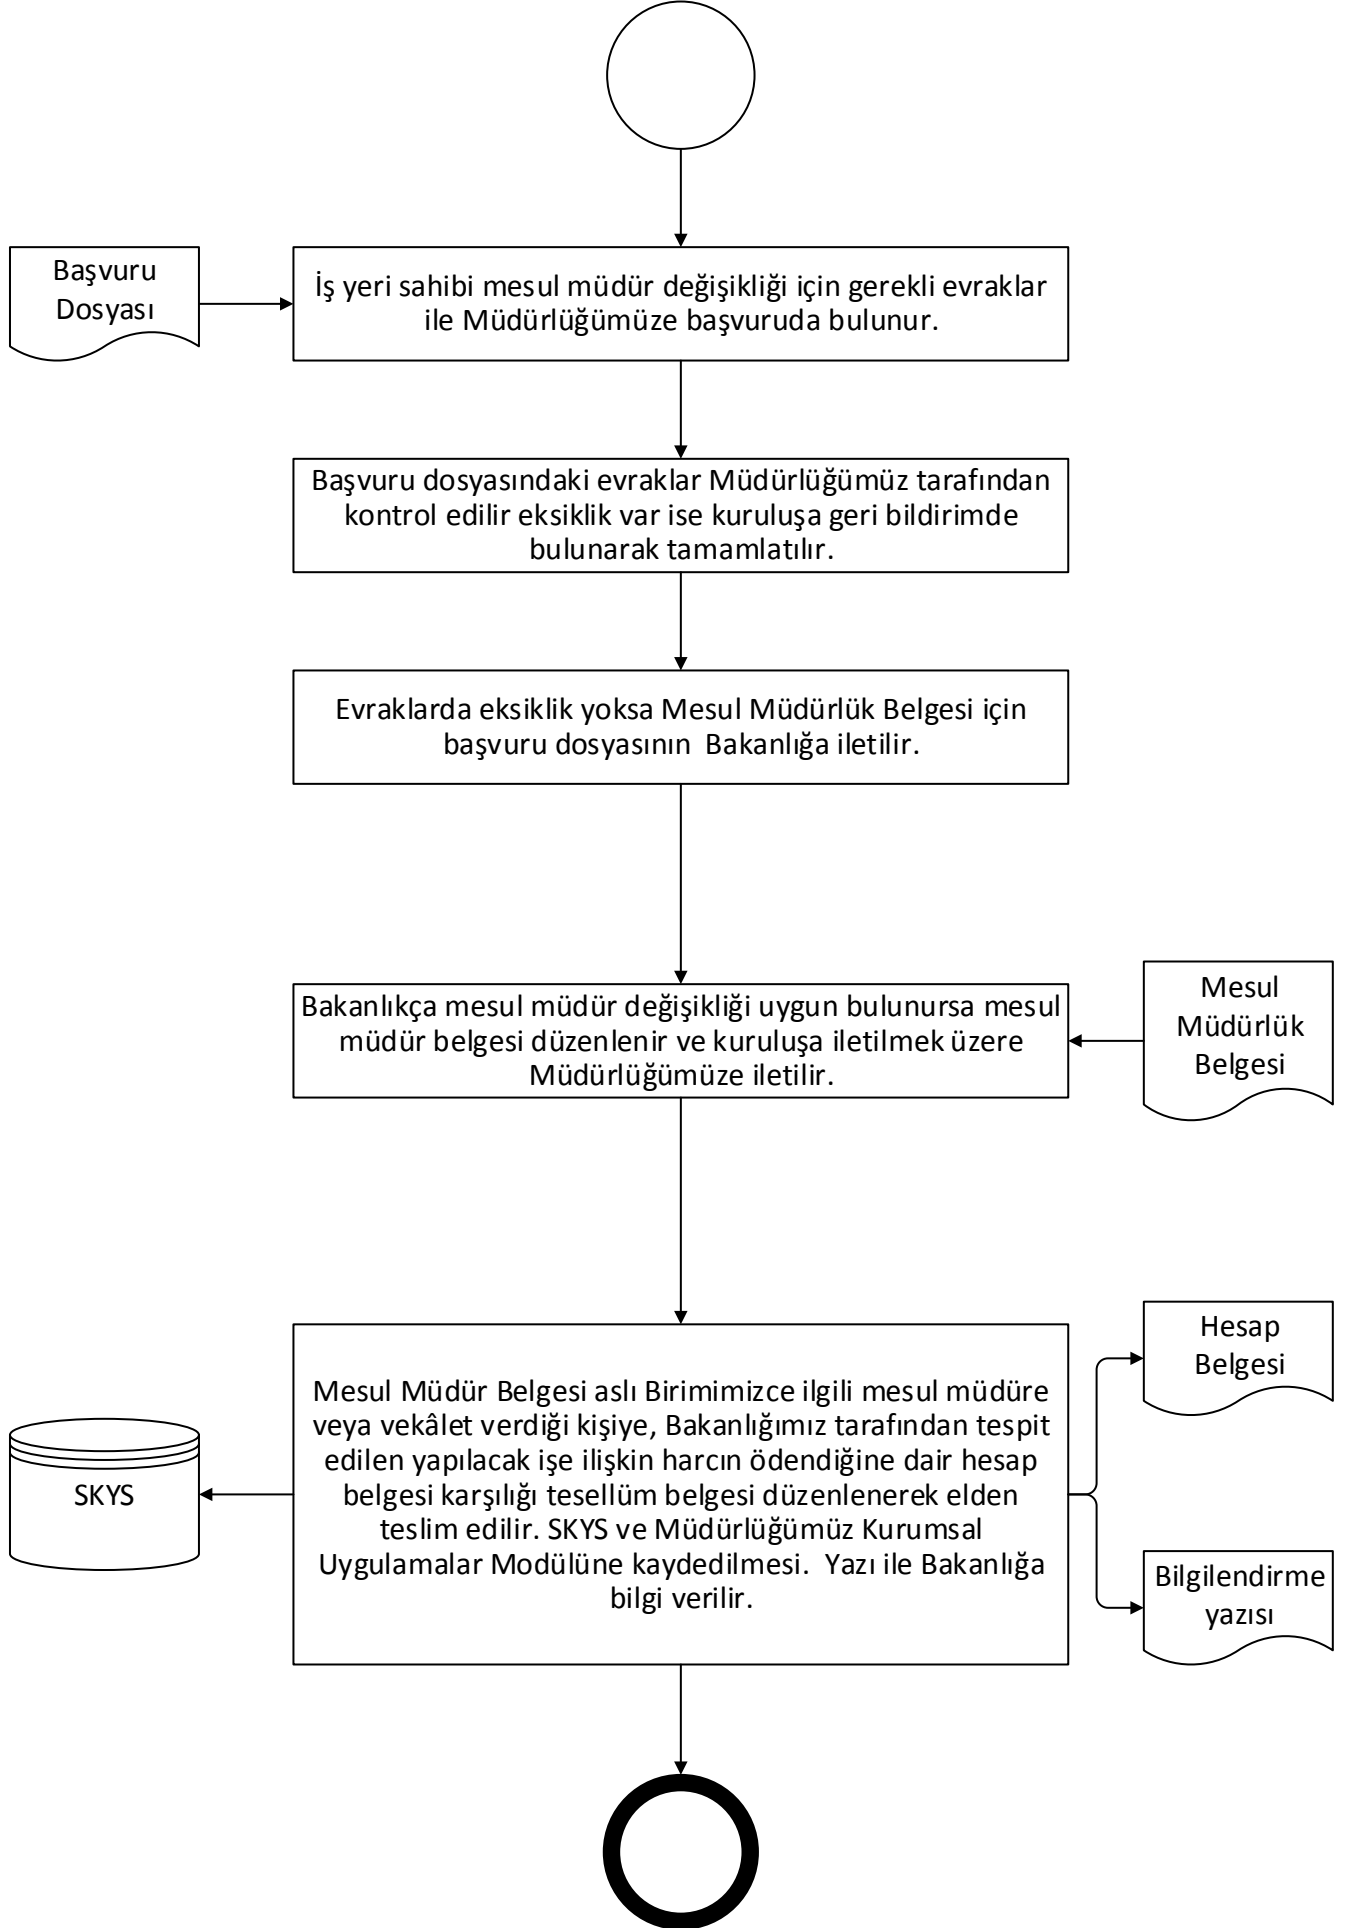 Başvuru
Dosyası
İş yeri sahibi mesul müdür değişikliği için gerekli evraklar
ile Müdürlüğümüze başvuruda bulunur.
Başvuru dosyasındaki evraklar Müdürlüğümüz tarafından
kontrol edilir eksiklik var ise kuruluşa geri bildirimde
bulunarak tamamlatılır.
Evraklarda eksiklik yoksa Mesul Müdürlük Belgesi için
başvuru dosyasının  Bakanlığa iletilir.
Bakanlıkça mesul müdür değişikliği uygun bulunursa mesul
müdür belgesi düzenlenir ve kuruluşa iletilmek üzere
Müdürlüğümüze iletilir.
Mesul
Müdürlük
Belgesi
Hesap
Belgesi
Mesul Müdür Belgesi aslı Birimimizce ilgili mesul müdüre
veya vekâlet verdiği kişiye, Bakanlığımız tarafından tespit
edilen yapılacak işe ilişkin harcın ödendiğine dair hesap
belgesi karşılığı tesellüm belgesi düzenlenerek elden
teslim edilir. SKYS ve Müdürlüğümüz Kurumsal
Uygulamalar Modülüne kaydedilmesi.  Yazı ile Bakanlığa
bilgi verilir.
SKYS
Bilgilendirme
yazısı